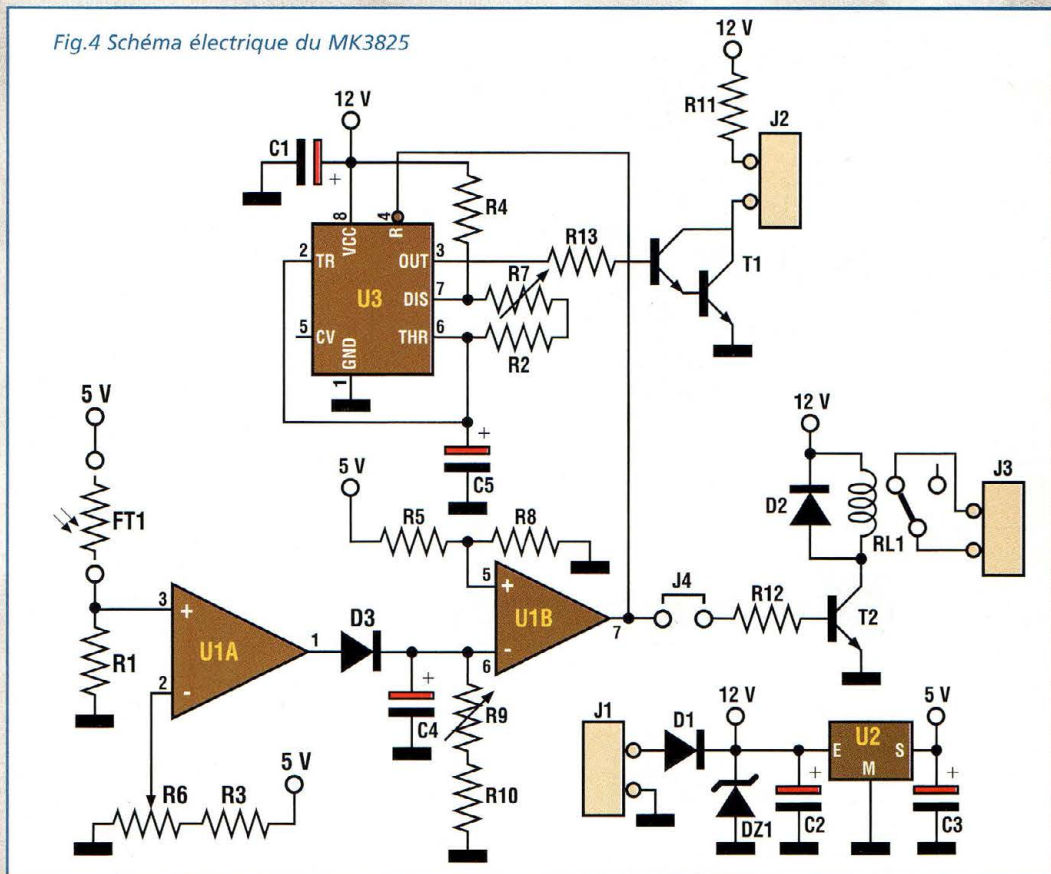 Fig.4 Schéma électrique du MK3825
12 V
R11
J2
12 V
C1
+
R4
8
4
VCC
R
2
TR
OUT
3
R13
T1
U3
DIS
7
R7
5
CV
THR
6
R2
GND
1
5 V
+
C5
12 V
5 V
R5
R8
D2
RL1
J3
FT1
5
+
U1B
7
J4
R12
T2
3
+
U1A
1
D3
-
6
R1
2
-
+
C4
R9
R10
12 V
5 V
J1
D1
U2
E
S
M
5 V
R6
R3
DZ1
+
C2
+
C3